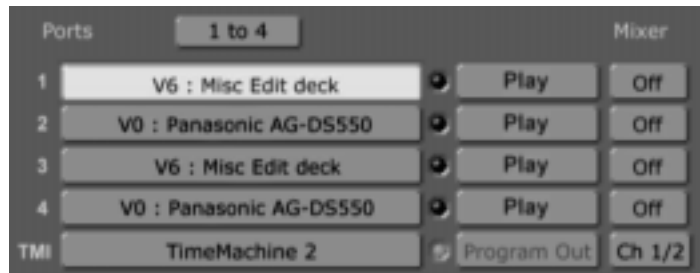 Ports 1 to 4 Mixer
1 V6 : Misc Edit deck Play Off
2 V0 : Panasonic AG-DS550 Play Off
3 V6 : Misc Edit deck Play Off
4 V0 : Panasonic AG-DS550 Play Off
TMI TimeMachine 2 Program Out Ch 1/2